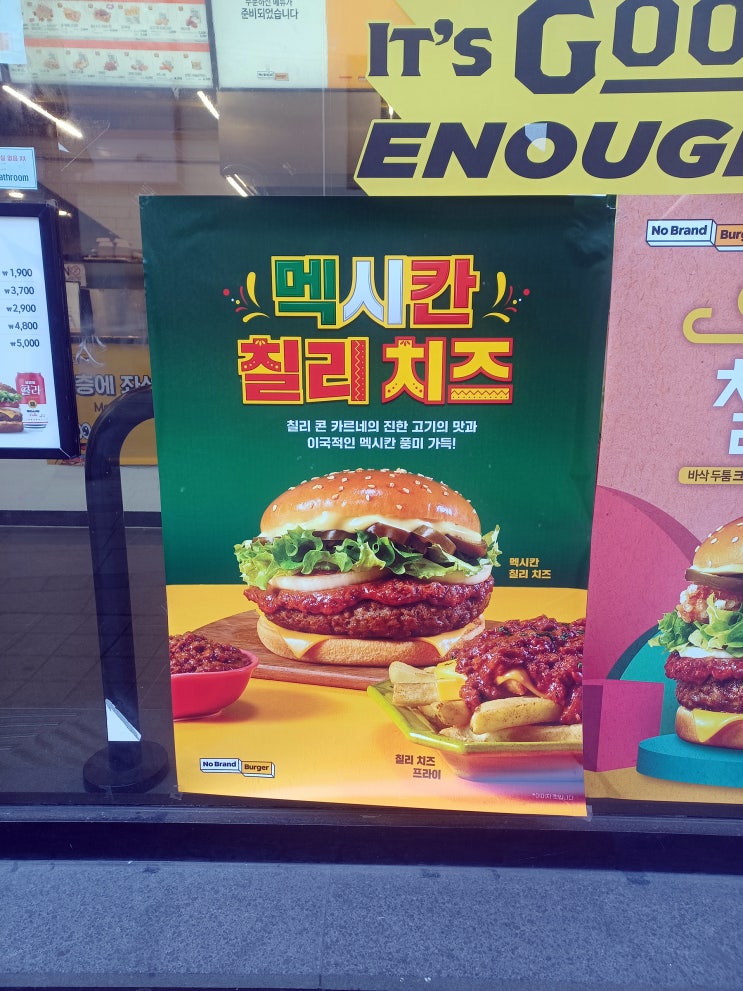 준비되었습니다
No Brand Burger
IT'S GOO
ENOUG
athroom
₩1,900
₩3,700
₩2,900
₩4,800
₩5,000
멕시칸
칠리 치즈
칠리 콘 카르네의 진한 고기의 맛과
이국적인 멕시칸 풍미 가득!
멕시칸
칠리 치즈
칠리 치즈
프라이
No Brand Burger
No Brand Bur
바삭 두툼